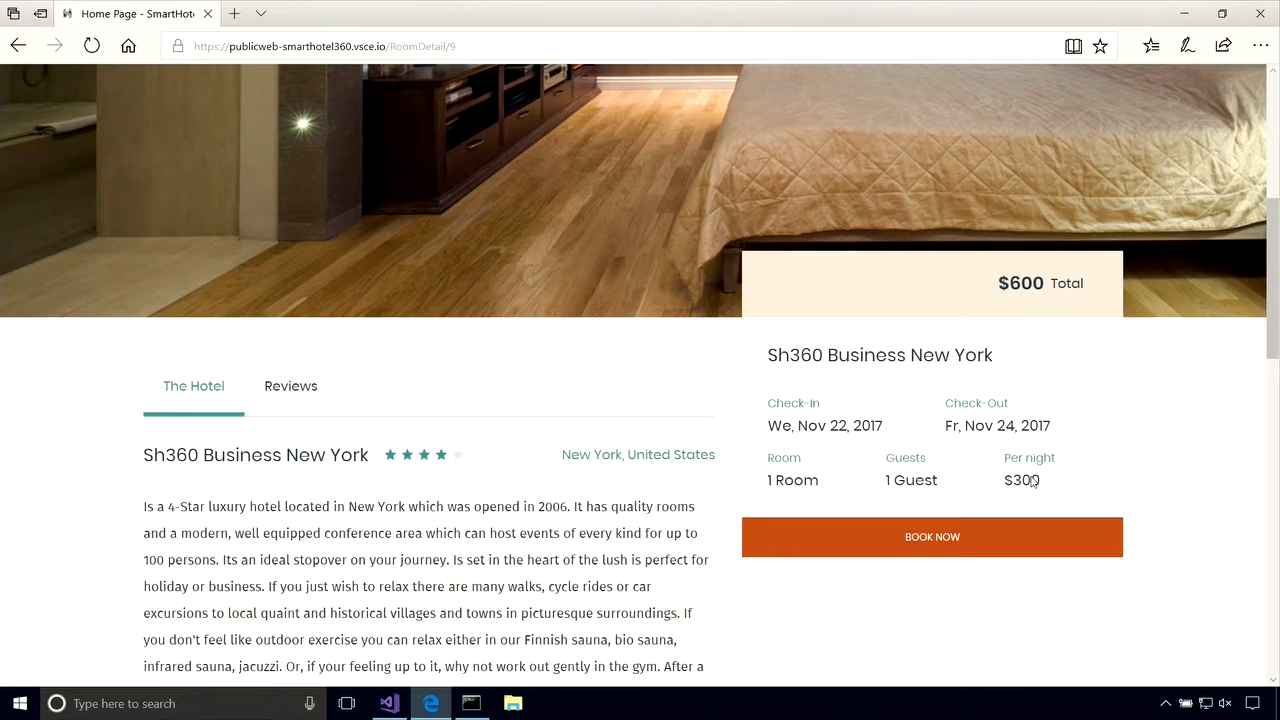 Home Page - SmartHote
https://publicweb-smarthotel360.vsce.io/RoomDetail/9
$600 Total
Sh360 Business New York
Check-In
Check-Out
We, Nov 22, 2017
Fr, Nov 24, 2017
Room
Guests
Per night
1 Room
1 Guest
$300
BOOK NOW
The Hotel
Reviews
Sh360 Business New York
New York, United States
Is a 4-Star luxury hotel located in New York which was opened in 2006. It has quality rooms
and a modern, well equipped conference area which can host events of every kind for up to
100 persons. Its an ideal stopover on your journey. Is set in the heart of the lush is perfect for
holiday or business. If you just wish to relax there are many walks, cycle rides or car
excursions to local quaint and historical villages and towns in picturesque surroundings. If
you don't feel like outdoor exercise you can relax either in our Finnish sauna, bio sauna,
infrared sauna, jacuzzi. Or, if your feeling up to it, why not work out gently in the gym. After a
Type here to search